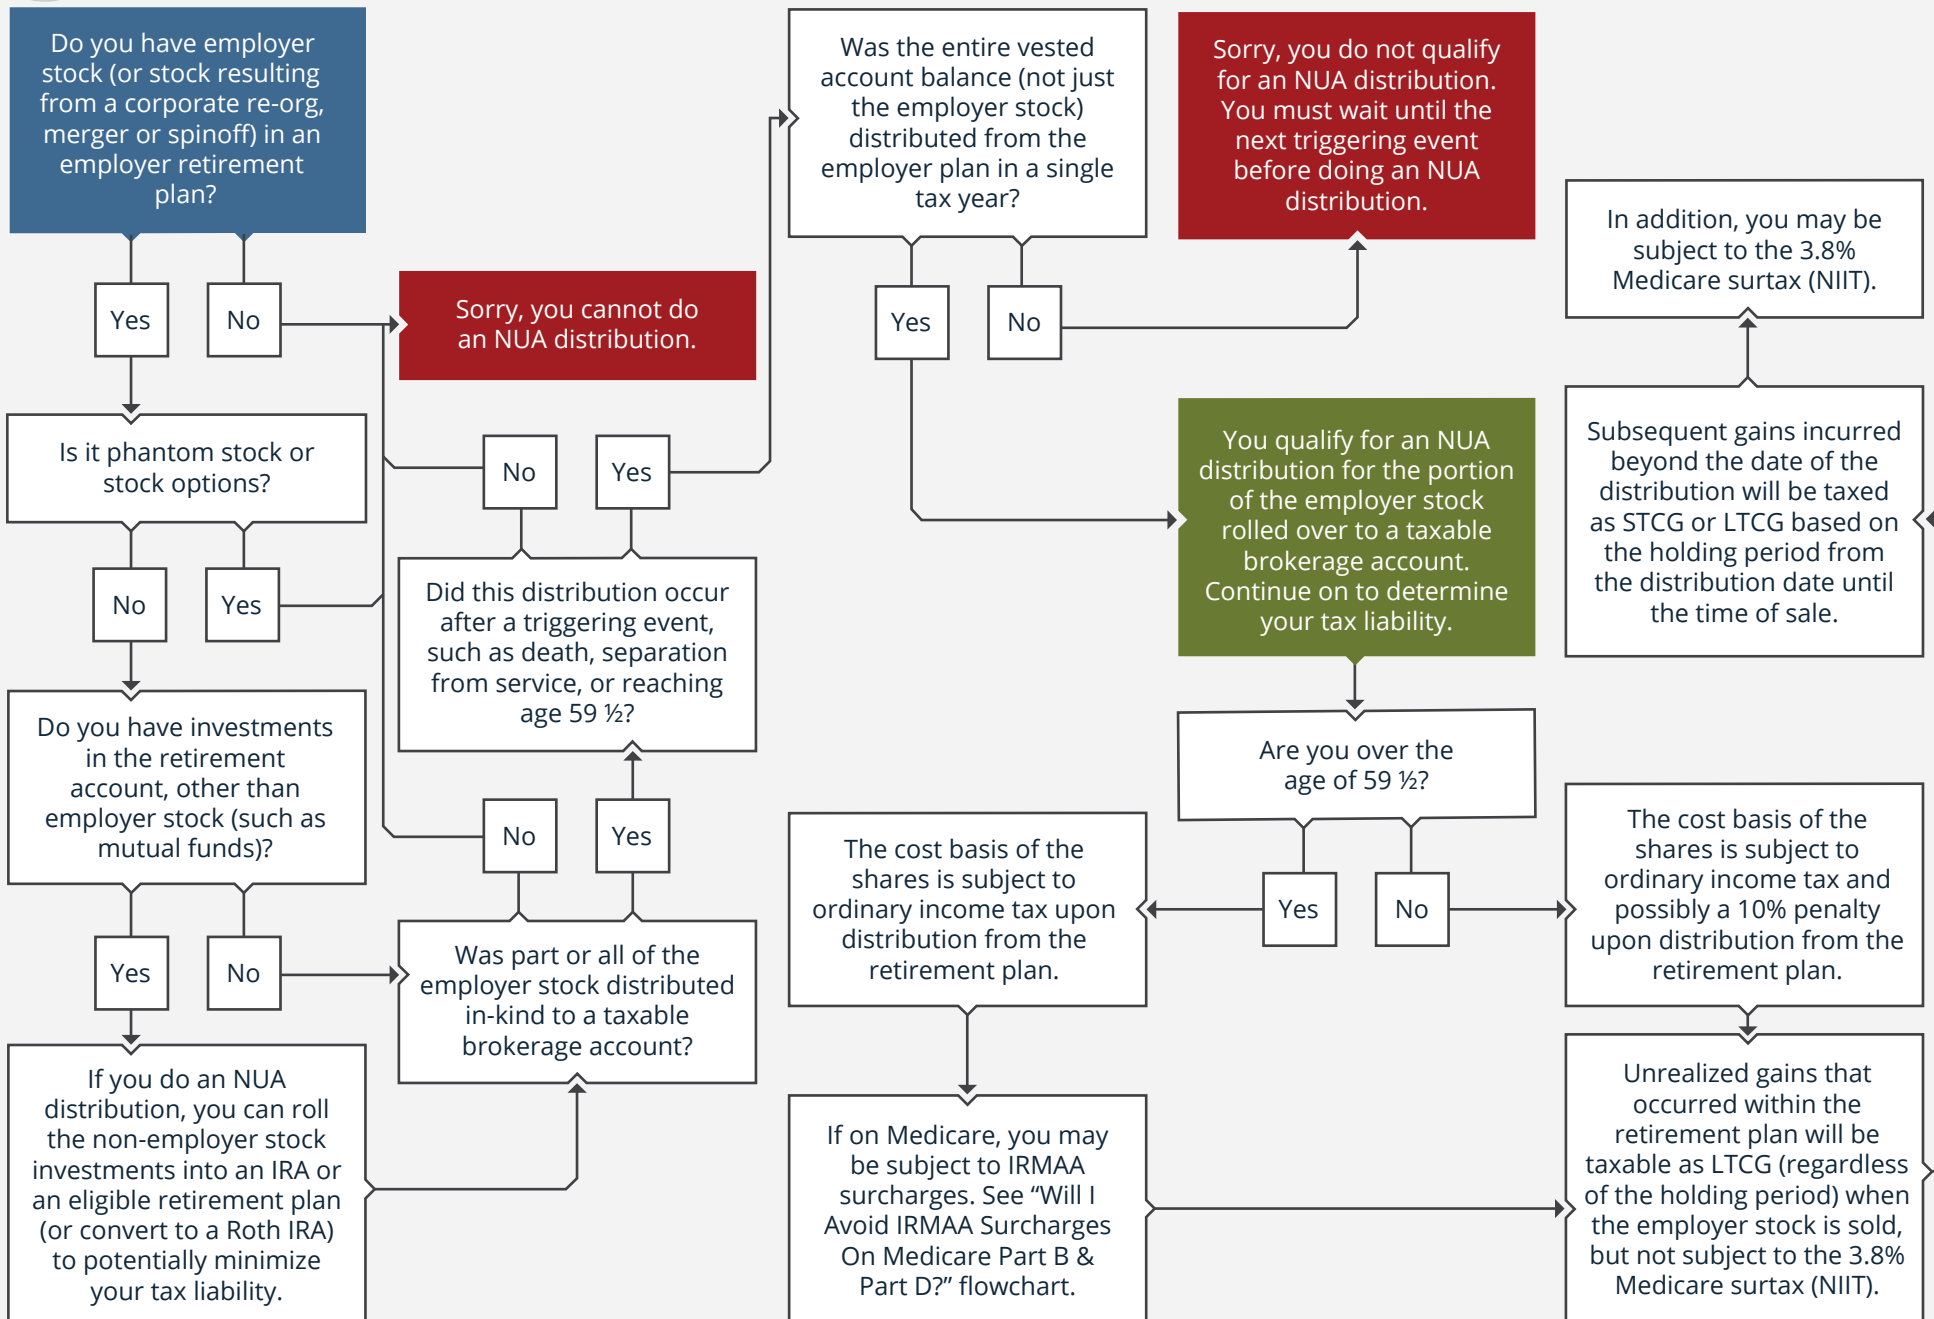 Do you have employer
stock (or stock resulting
from a corporate re-org,
merger or spinoff) in an
employer retirement
plan?
Yes
No
Sorry, you cannot do
an NUA distribution.
Is it phantom stock or
stock options?
No
Yes
Do you have investments
in the retirement
account, other than
employer stock (such as
mutual funds)?
Yes
No
If you do an NUA
distribution, you can roll
the non-employer stock
investments into an IRA or
an eligible retirement plan
(or convert to a Roth IRA)
to potentially minimize
your tax liability.
Was part or all of the
employer stock distributed
in-kind to a taxable
brokerage account?
No
Yes
Did this distribution occur
after a triggering event,
such as death, separation
from service, or reaching
age 59 ½?
No
Yes
Was the entire vested
account balance (not just
the employer stock)
distributed from the
employer plan in a single
tax year?
Yes
No
Sorry, you do not qualify
for an NUA distribution.
You must wait until the
next triggering event
before doing an NUA
distribution.
You qualify for an NUA
distribution for the portion
of the employer stock
rolled over to a taxable
brokerage account.
Continue on to determine
your tax liability.
Are you over the
age of 59 ½?
Yes
No
The cost basis of the
shares is subject to
ordinary income tax upon
distribution from the
retirement plan.
If on Medicare, you may
be subject to IRMAA
surcharges. See “Will I
Avoid IRMAA Surcharges
On Medicare Part B &
Part D?” flowchart.
The cost basis of the
shares is subject to
ordinary income tax and
possibly a 10% penalty
upon distribution from the
retirement plan.
Unrealized gains that
occurred within the
retirement plan will be
taxable as LTCG (regardless
of the holding period) when
the employer stock is sold,
but not subject to the 3.8%
Medicare surtax (NIIT).
Subsequent gains incurred
beyond the date of the
distribution will be taxed
as STCG or LTCG based on
the holding period from
the distribution date until
the time of sale.
In addition, you may be
subject to the 3.8%
Medicare surtax (NIIT).